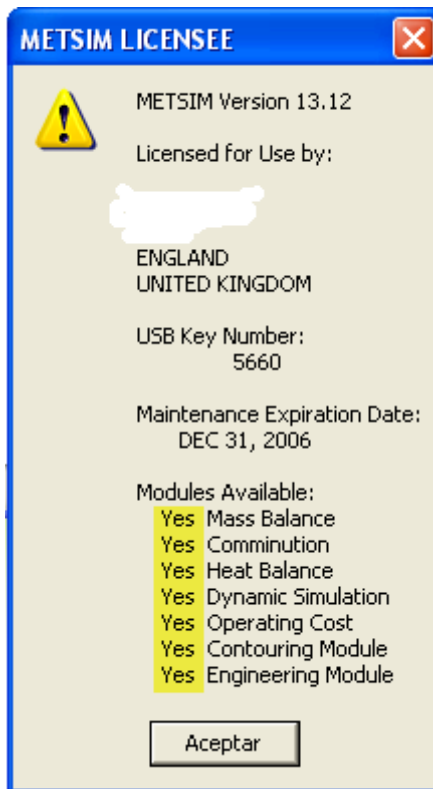 METSIM LICENSEE
METSIM Version 13.12
Licensed for Use by:
ENGLAND
UNITED KINGDOM
USB Key Number:
5660
Maintenance Expiration Date:
DEC 31, 2006
Modules Available:
Yes Mass Balance
Yes Comminution
Yes Heat Balance
Yes Dynamic Simulation
Yes Operating Cost
Yes Contouring Module
Yes Engineering Module
Aceptar